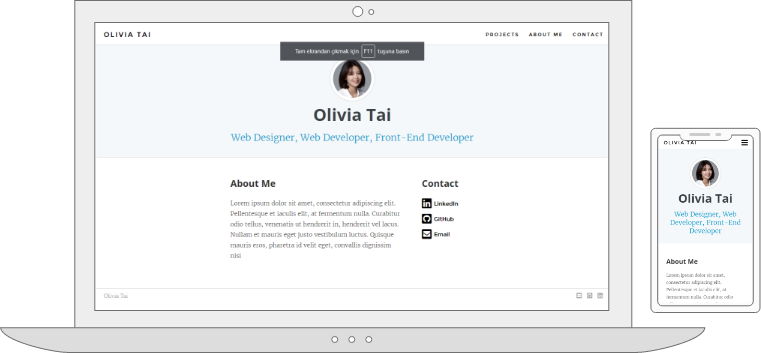 OLIVIA TAI
PROJECTS ABOUT ME CONTACT
Tam ekrandan çıkmak için F11 tuşuna basın
Olivia Tai
Web Designer, Web Developer, Front-End Developer
About Me
Lorem ipsum dolor sit amet, consectetur adipiscing elit.
Pellentesque et iaculis elit, at fermentum nulla. Curabitur
odio tellus, venenatis ut hendrerit in, hendrerit vel lacus.
Nullam et mauris eget justo vestibulum luctus. Quisque
mauris eros, pharetra id velit eget, convallis dignissim
nisi
Contact
LinkedIn
GitHub
Email
Olivia Tai
OLIVIA TAI
Olivia Tai
Web Designer, Web
Developer, Front-End
Developer
About Me
Lorem ipsum dolor sit amet,
consectetur adipiscing elit.
Pellentesque et iaculis elit, at
fermentum nulla. Curabitur odio